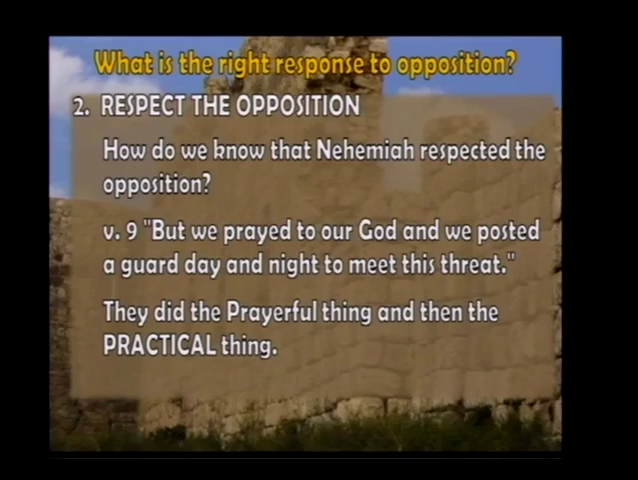 What is the right response to opposition?
2. RESPECT THE OPPOSITION
How do we know that Nehemiah respected the
opposition?
v. 9 "But we prayed to our God and we posted
a guard day and night to meet this threat."
They did the Prayerful thing and then the
PRACTICAL thing.